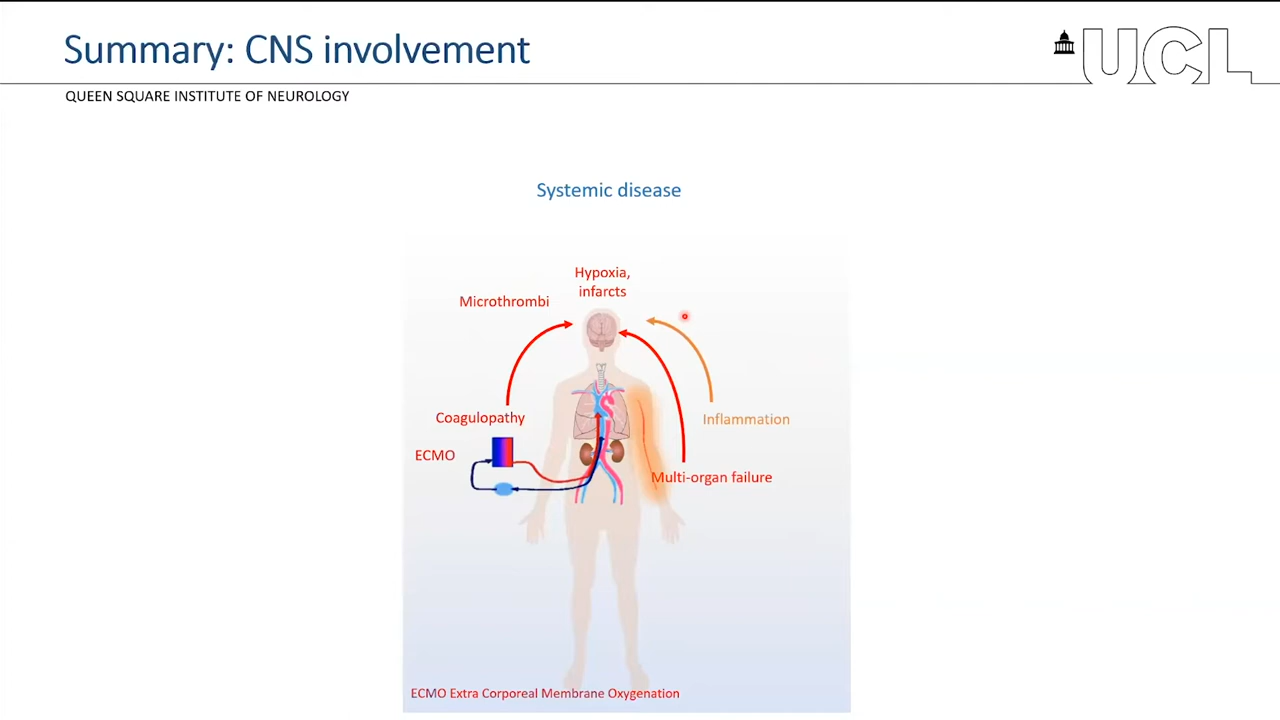 Summary: CNS involvement
UCL
QUEEN SQUARE INSTITUTE OF NEUROLOGY
Systemic disease
Hypoxia,
infarcts
Microthrombi
Coagulopathy
Inflammation
ECMO
Multi-organ failure
ECMO Extra Corporeal Membrane Oxygenation